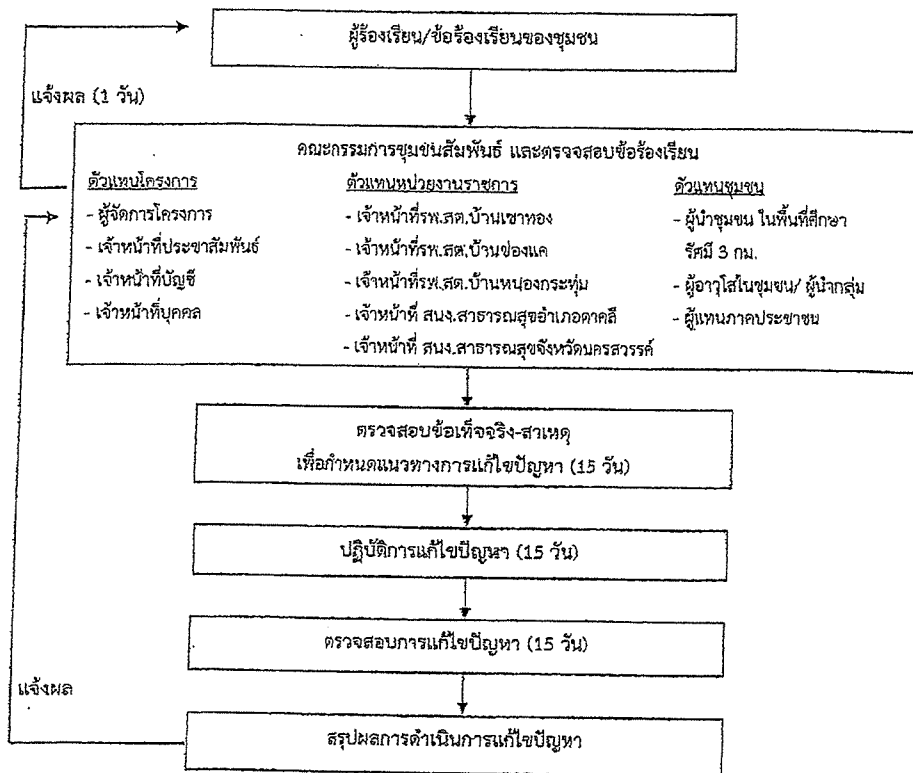 ผู้ร้องเรียน/ข้อร้องเรียนของชุมชน
แจ้งผล (1 วัน)
คณะกรรมการชุมชนสัมพันธ์ และตรวจสอบข้อร้องเรียน
ตัวแทนโครงการ
- ผู้จัดการโครงการ
- เจ้าหน้าที่ประชาสัมพันธ์
- เจ้าหน้าที่บัญชี
- เจ้าหน้าที่บุคคล
ตัวแทนหน่วยงานราชการ
- เจ้าหน้าที่รพ.สต.บ้านเขาทอง
- เจ้าหน้าที่รพ.สต.บ้านช่องแค
- เจ้าหน้าที่รพ.สต.บ้านหนองกระทุ่ม
- เจ้าหน้าที่ สนง.สาธารณสุขอำเภอตาคลี
- เจ้าหน้าที่ สนง.สาธารณสุขจังหวัดนครสวรรค์
ตัวแทนชุมชน
- ผู้นำชุมชน ในพื้นที่ศึกษา
รัศมี 3 กม.
- ผู้อาวุโสในชุมชน/ ผู้นำกลุ่ม
- ผู้แทนภาคประชาชน
ตรวจสอบข้อเท็จจริง-สาเหตุ
เพื่อกำหนดแนวทางการแก้ไขปัญหา (15 วัน)
ปฏิบัติการแก้ไขปัญหา (15 วัน)
ตรวจสอบการแก้ไขปัญหา (15 วัน)
แจ้งผล
สรุปผลการดำเนินการแก้ไขปัญหา